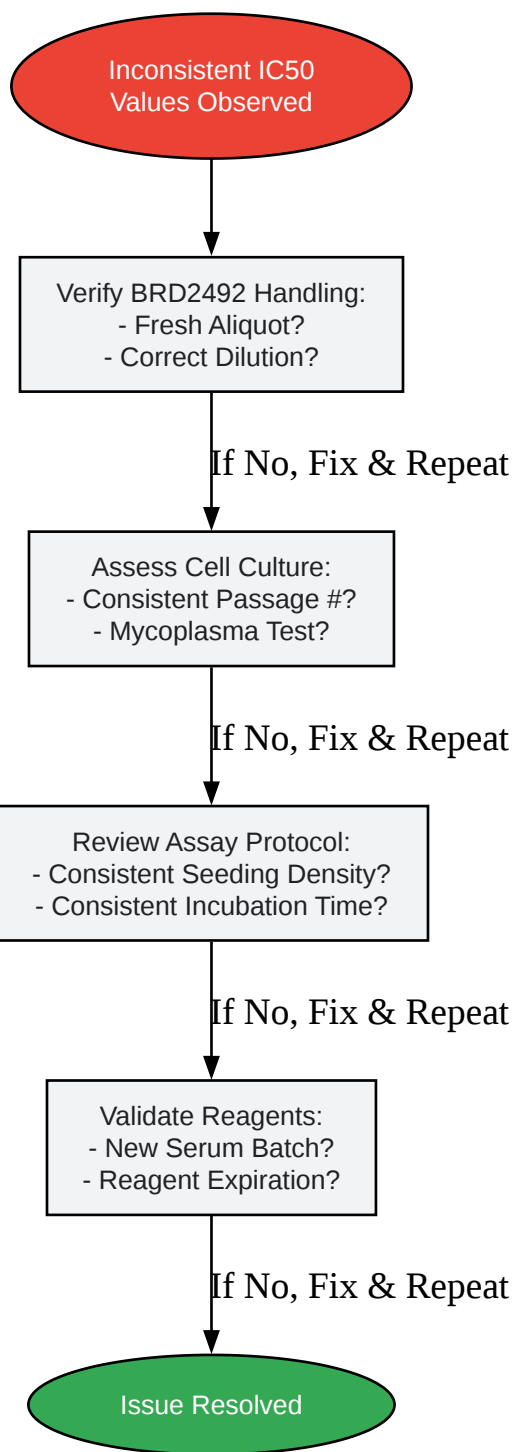 Inconsistent IC50
Values Observed
Verify BRD2492 Handling:
- Fresh Aliquot?
- Correct Dilution?
If No, Fix & Repeat
Assess Cell Culture:
- Consistent Passage #?
- Mycoplasma Test?
If No, Fix & Repeat
Review Assay Protocol:
- Consistent Seeding Density?
- Consistent Incubation Time?
If No, Fix & Repeat
Validate Reagents:
- New Serum Batch?
- Reagent Expiration?
If No, Fix & Repeat
Issue Resolved